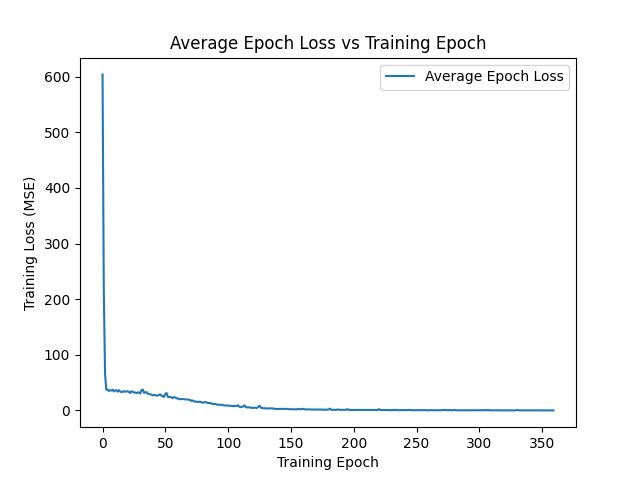 Average Epoch Loss vs Training Epoch
Average Epoch Loss
600
500
400
300
200
100
0
Training Loss (MSE)
0 50 100 150 200 250 300 350
Training Epoch